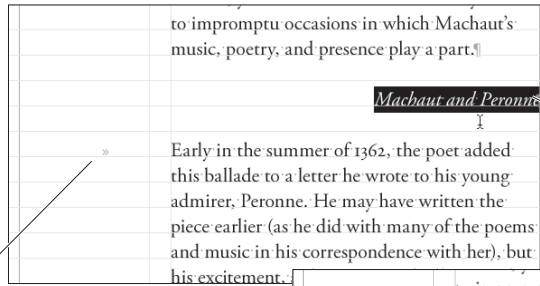 to impromptu occasions in which Machaut’s
music, poetry, and presence play a part.¶
Machaut and Peronne
»
Early in the summer of 1362, the poet added
this ballade to a letter he wrote to his young
admirer, Peronne. He may have written the
piece earlier (as he did with many of the poems
and music in his correspondence with her), but
his excitement,